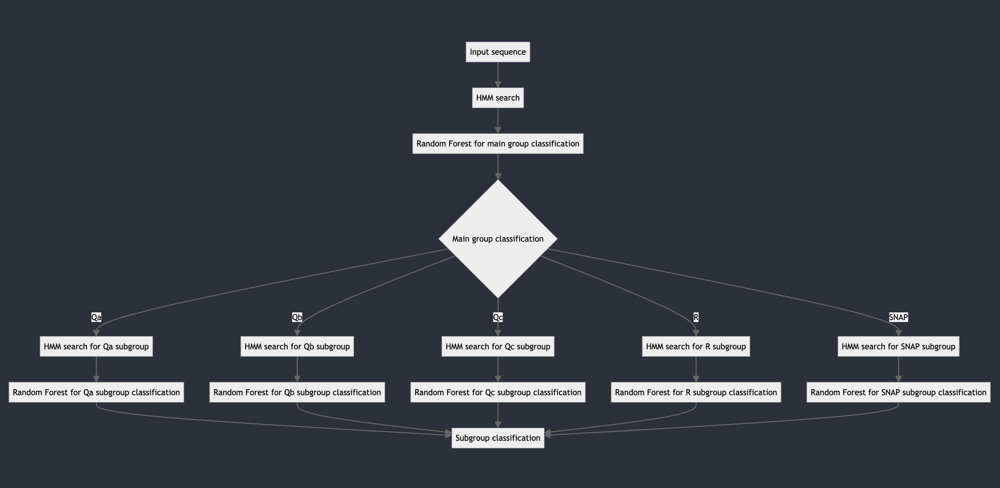 Input sequence
HMM search
Random Forest for main group classification
Main group classification
Qa
Qb
Qc
R
SNAP
HMM search for Qa subgroup
HMM search for Qb subgroup
HMM search for Qc subgroup
HMM search for R subgroup
HMM search for SNAP subgroup
Random Forest for Qa subgroup classification
Random Forest for Qb subgroup classification
Random Forest for Qc subgroup classification
Random Forest for R subgroup classification
Random Forest for SNAP subgroup classification
Subgroup classification